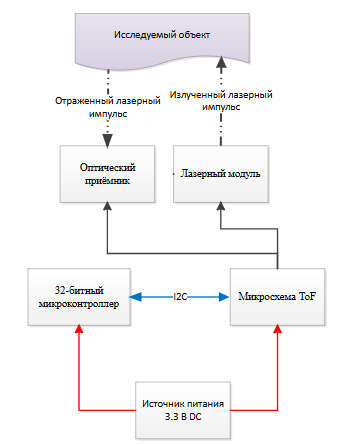 Исследуемый объект
Отраженный лазерный
импульс
Излученный лазерный
импульс
Оптический
приёмник
Лазерный модуль
32-битный
микроконтроллер
I2C
Микросхема ToF
Источник питания
3.3 В DC